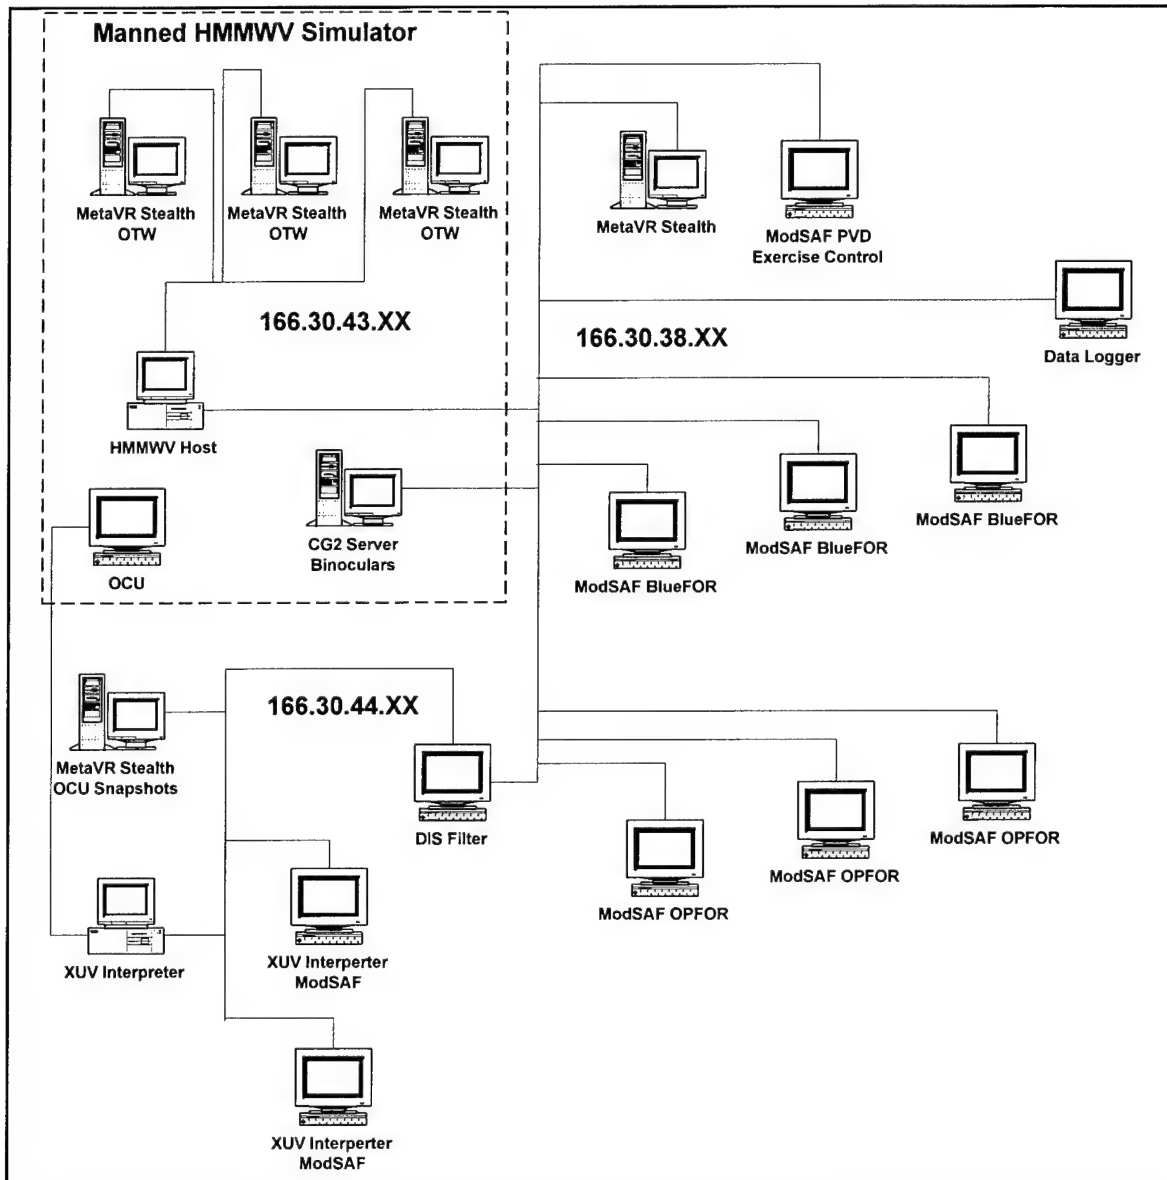 Manned HMMWV Simulator
MetaVR Stealth
OTW
MetaVR Stealth
OTW
MetaVR Stealth
OTW
MetaVR Stealth
ModSAF PVD
Exercise Control
166.30.43.XX
166.30.38.XX
Data Logger
HMMWV Host
CG2 Server
Binoculars
OCU
ModSAF BlueFOR
ModSAF BlueFOR
ModSAF BlueFOR
166.30.44.XX
MetaVR Stealth
OCU Snapshots
DIS Filter
ModSAF OPFOR
ModSAF OPFOR
ModSAF OPFOR
XUV Interpreter
XUV Interperter
ModSAF
XUV Interperter
ModSAF